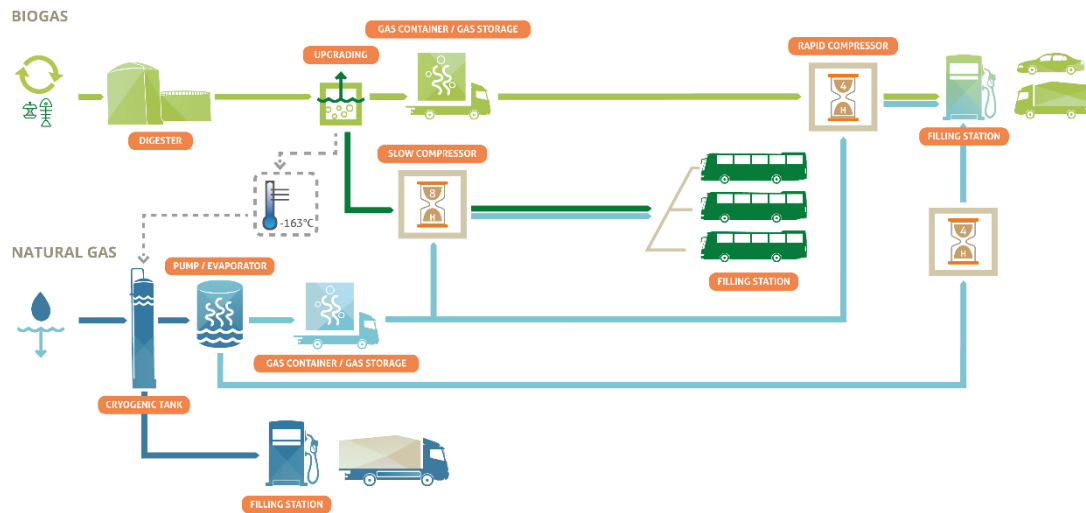 BIOGAS
GAS CONTAINER / GAS STORAGE
UPGRADING
RAPID COMPRESSOR
4
H
DIGESTER
FILLING STATION
SLOW COMPRESSOR
8
H
-163°C
4
H
NATURAL GAS
PUMP / EVAPORATOR
FILLING STATION
GAS CONTAINER / GAS STORAGE
CRYOGENIC TANK
FILLING STATION